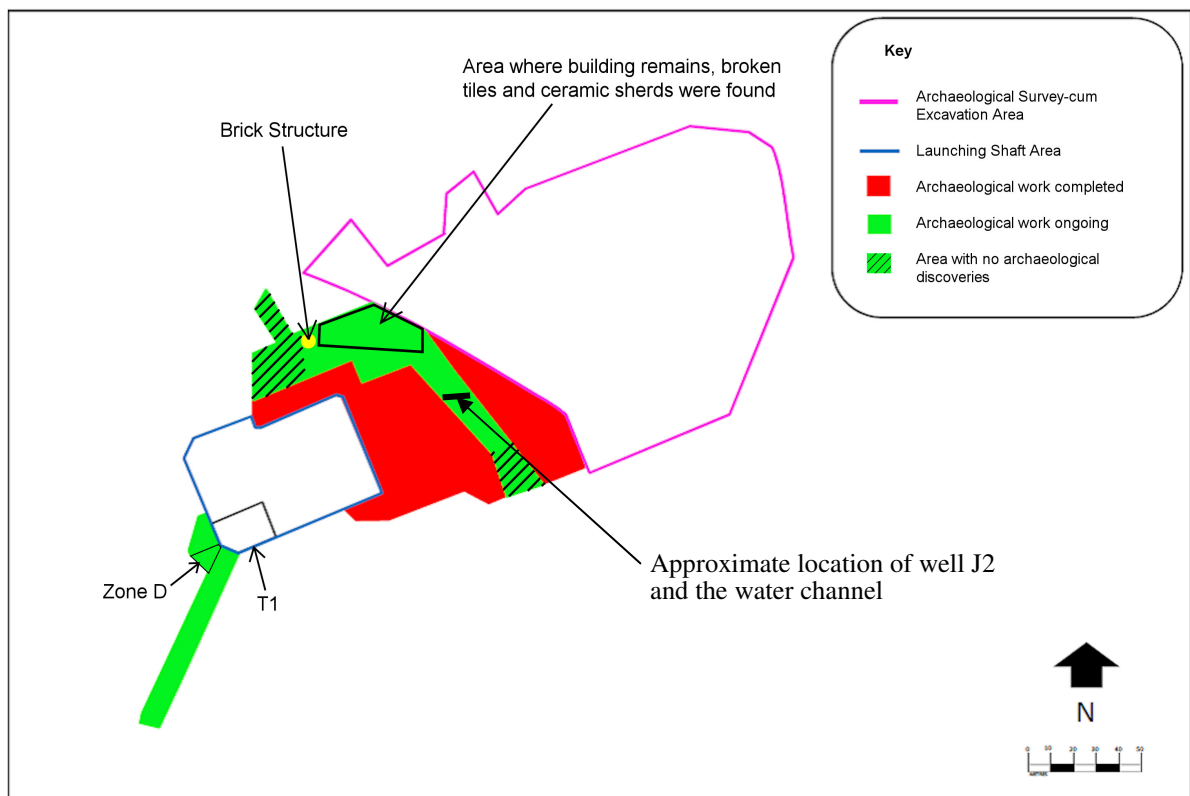 Area where building remains, broken
tiles and ceramic sherds were found
Brick Structure
Key
Archaeological Survey-cum
Excavation Area
Launching Shaft Area
Archaeological work completed
Archaeological work ongoing
Area with no archaeological
discoveries
Zone D
T1
Approximate location of well J2
and the water channel
N
0 10 20 30 40 50
METRES